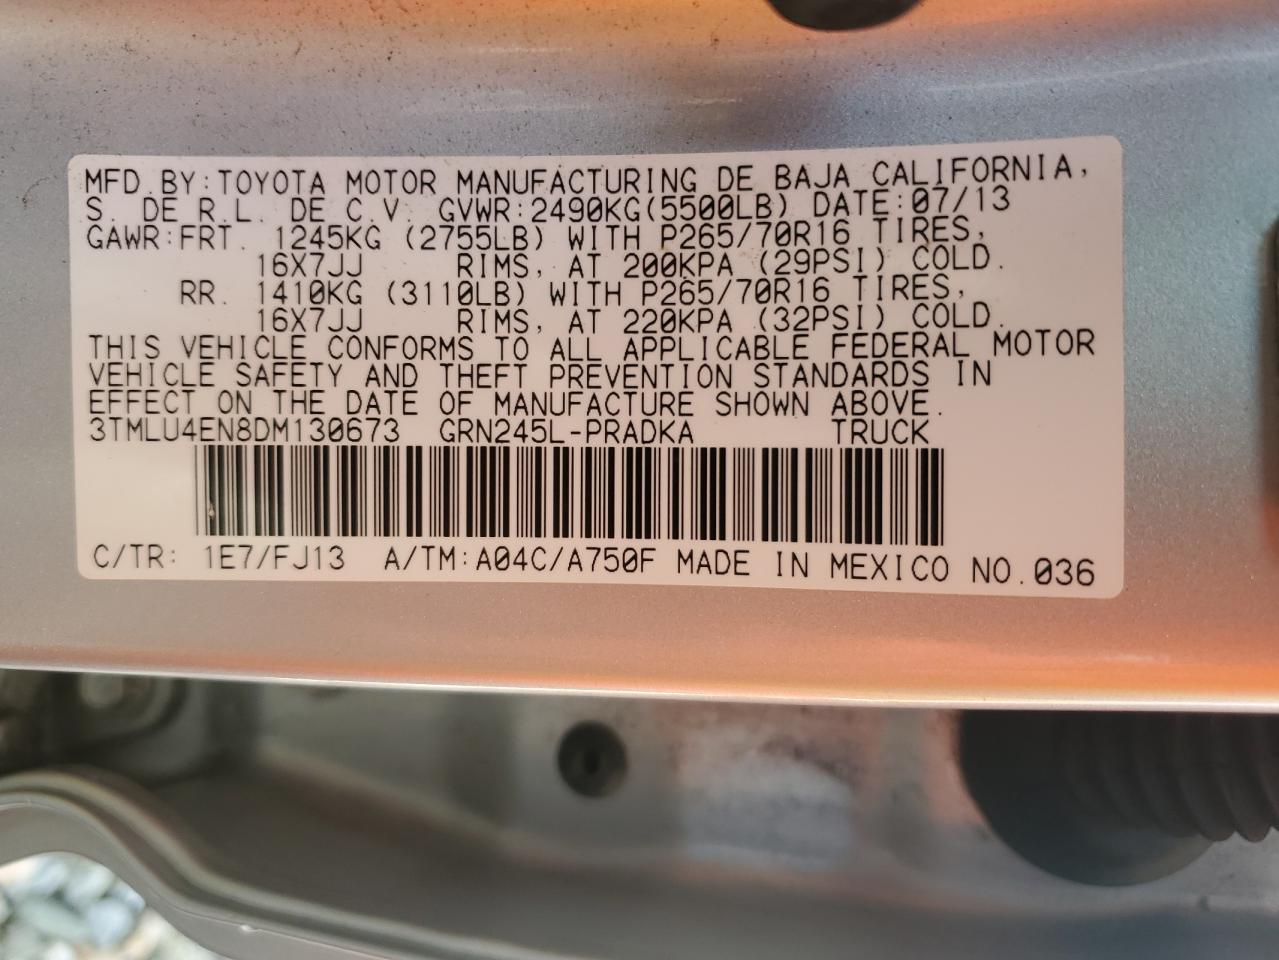 MFD.BY:TOYOTA MOTOR MANUFACTURING DE BAJA CALIFORNIA,
S. DE R.L. DE C.V. GVWR:2490KG(5500LB) DATE:07/13
GAWR:FRT. 1245KG (2755LB) WITH P265/70R16 TIRES,
16X7JJ RIMS, AT 200KPA (29PSI) COLD.
RR. 1410KG (3110LB) WITH P265/70R16 TIRES,
16X7JJ RIMS, AT 220KPA (32PSI) COLD.
THIS VEHICLE CONFORMS TO ALL APPLICABLE FEDERAL MOTOR
VEHICLE SAFETY AND THEFT PREVENTION STANDARDS IN
EFFECT ON THE DATE OF MANUFACTURE SHOWN ABOVE.
3TMLU4EN8DM130673 GRN245L-PRADKA TRUCK
C/TR: 1E7/FJ13 A/TM:A04C/A750F MADE IN MEXICO NO.036